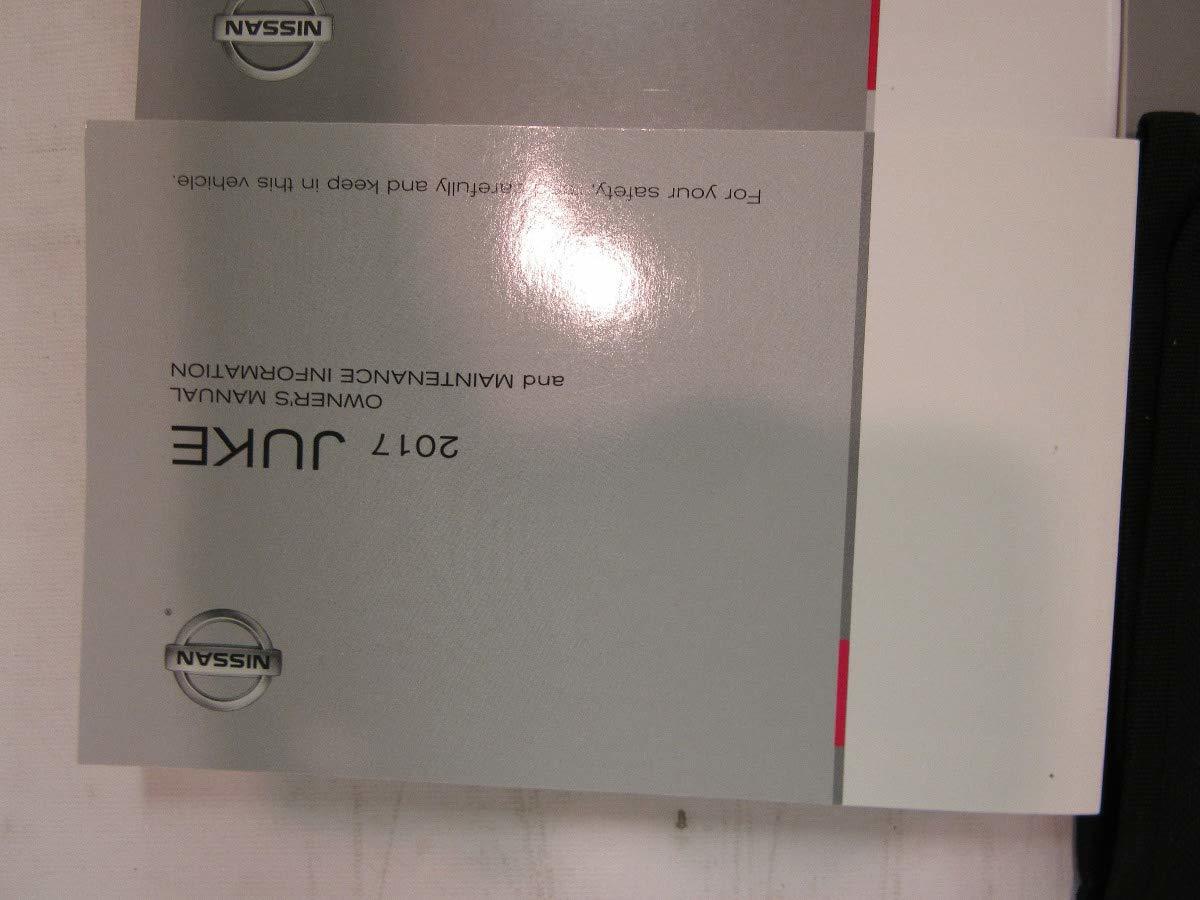 NISSAN
2017 JUKE
OWNER'S MANUAL
and MAINTENANCE INFORMATION
For your safety, carefully and keep in this vehicle.
NISSAN